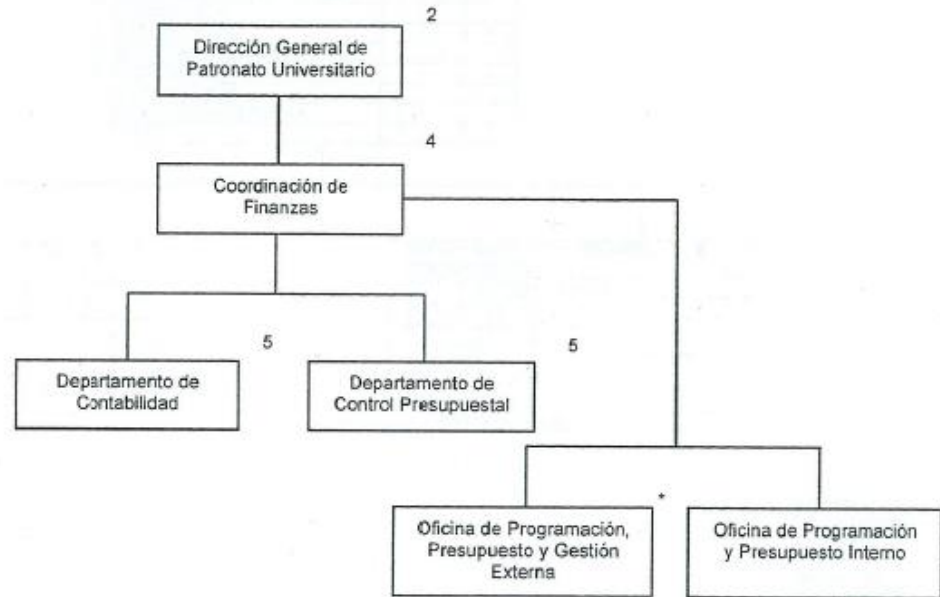 2
Dirección General de
Patronato Universitario
4
Coordinación de
Finanzas
5
Departamento de
Contabilidad
5
Departamento de
Control Presupuestal
*
Oficina de Programación,
Presupuesto y Gestión
Externa
Oficina de Programación
y Presupuesto Interno